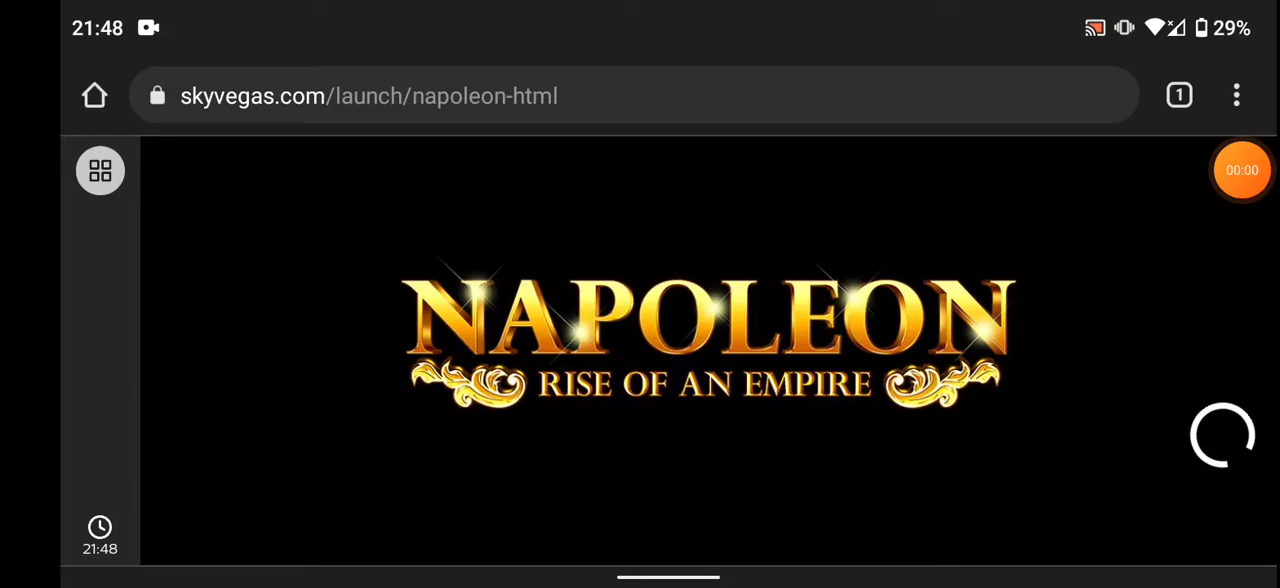 21:48
29%
skyvegas.com/launch/napoleon-html
1
00:00
NAPOLEON
RISE OF AN EMPIRE
21:48